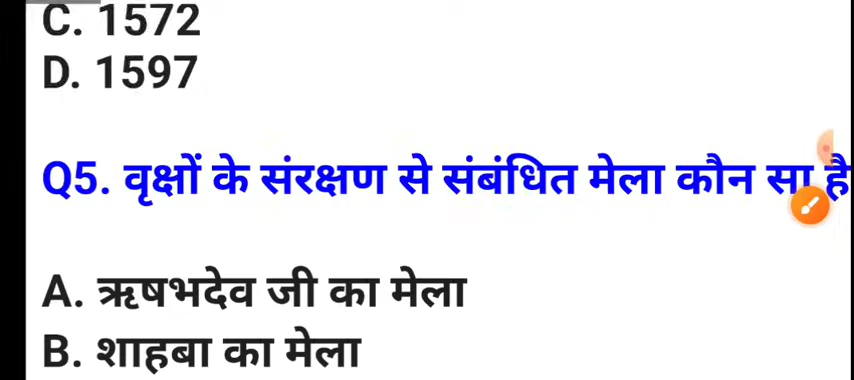 C. 1572
D. 1597
Q5. वृक्षों के संरक्षण से संबंधित मेला कौन सा है
A. ऋषभदेव जी का मेला
B. शाहबा का मेला